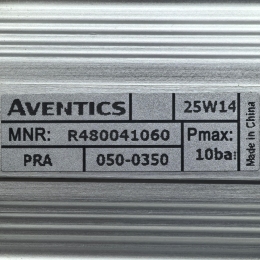 AVENTICS 25W14
MNR: R480041060 Pmax:
PRA 050-0350 10bar
Made in China